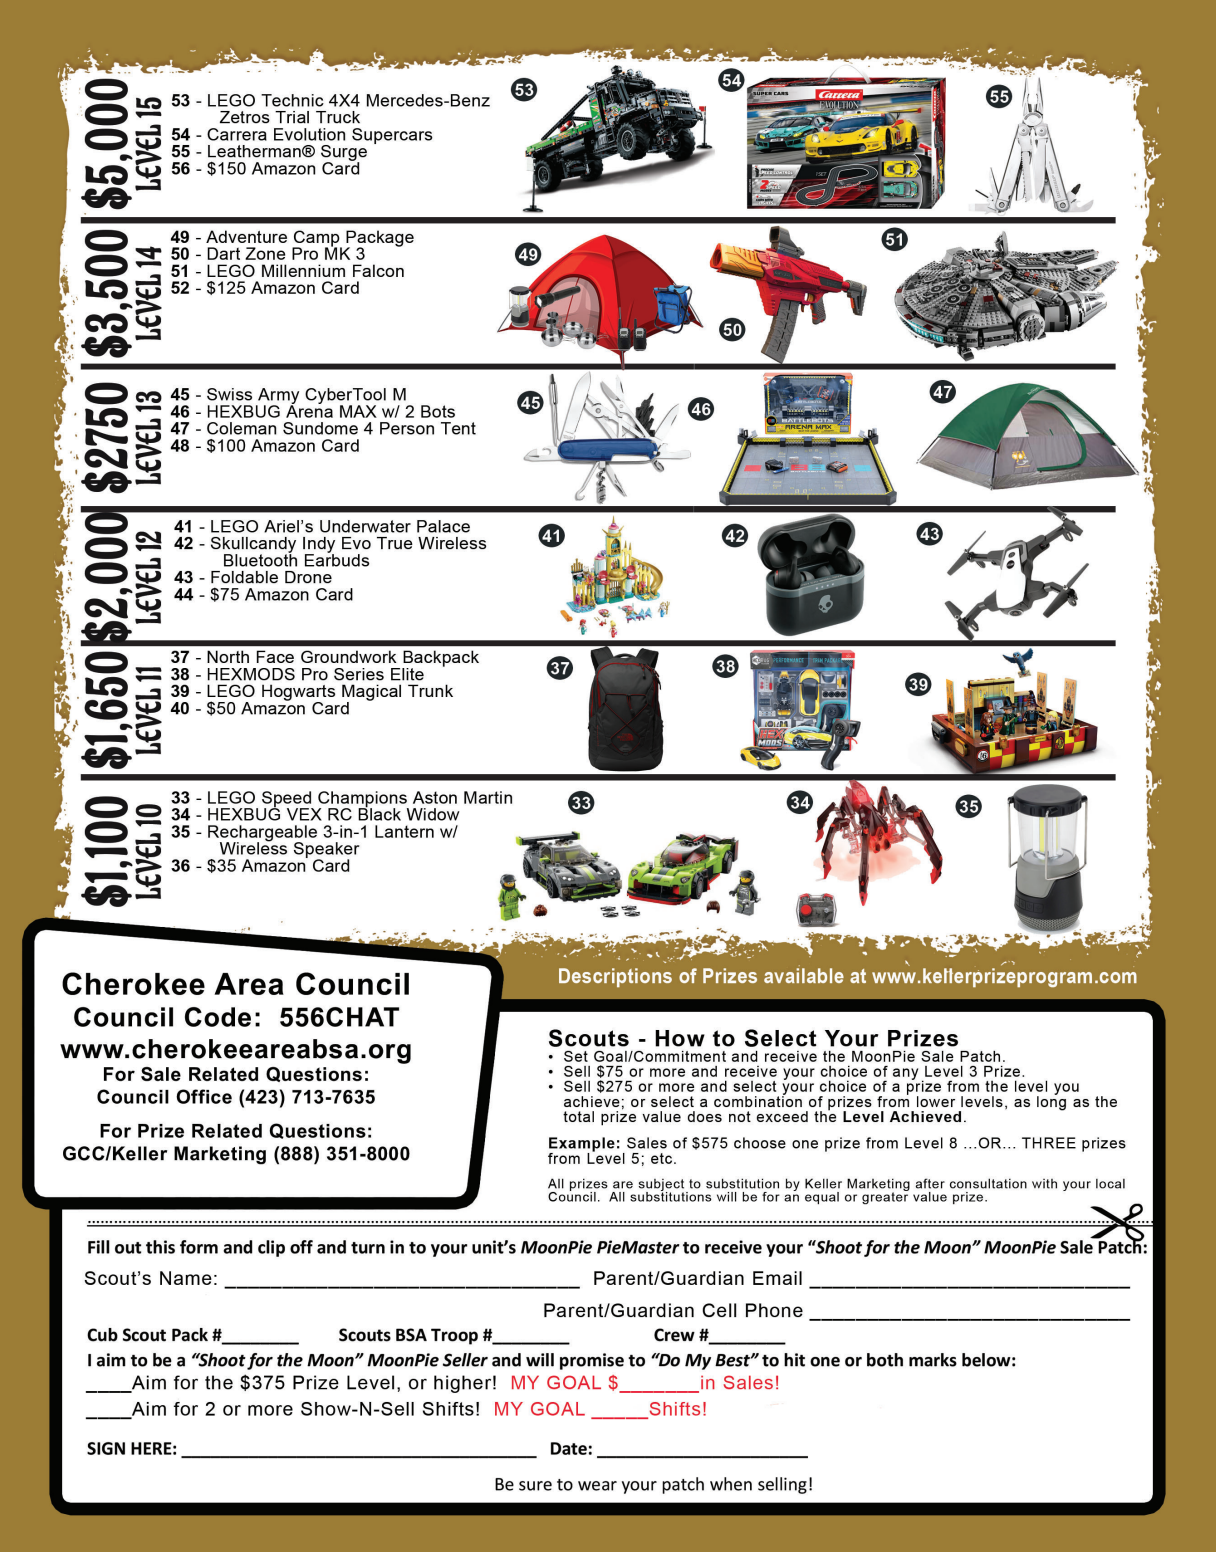 $5,000
LEVEL 15
53 - LEGO Technic 4X4 Mercedes-Benz
Zetros Trial Truck
54 - Carrera Evolution Supercars
55 - Leatherman® Surge
56 - $150 Amazon Card
53
54
SUPER CARS
Carrera
EVOLUTION
55
$3,500
LEVEL 14
49 - Adventure Camp Package
50 - Dart Zone Pro MK 3
51 - LEGO Millennium Falcon
52 - $125 Amazon Card
49
50
51
$2750
LEVEL 13
45 - Swiss Army CyberTool M
46 - HEXBUG Arena MAX w/ 2 Bots
47 - Coleman Sundome 4 Person Tent
48 - $100 Amazon Card
45
46
BATTLEBOTS
ARENA MAX
47
$2,000
LEVEL 12
41 - LEGO Ariel's Underwater Palace
42 - Skullcandy Indy Evo True Wireless
Bluetooth Earbuds
43 - Foldable Drone
44 - $75 Amazon Card
41
42
43
$1,650
LEVEL 11
37 - North Face Groundwork Backpack
38 - HEXMODS Pro Series Elite
39 - LEGO Hogwarts Magical Trunk
40 - $50 Amazon Card
37
38
HEX
MODS
39
$1,100
LEVEL 10
33 - LEGO Speed Champions Aston Martin
34 - HEXBUG VEX RC Black Widow
35 - Rechargeable 3-in-1 Lantern w/
Wireless Speaker
36 - $35 Amazon Card
33
34
35
Descriptions of Prizes available at www.kellerprizeprogram.com
Cherokee Area Council
Council Code: 556CHAT
www.cherokeeareabsa.org
For Sale Related Questions:
Council Office (423) 713-7635
For Prize Related Questions:
GCC/Keller Marketing (888) 351-8000
Scouts - How to Select Your Prizes
• Set Goal/Commitment and receive the MoonPie Sale Patch.
• Sell $75 or more and receive your choice of any Level 3 Prize.
• Sell $275 or more and select your choice of a prize from the level you
achieve; or select a combination of prizes from lower levels, as long as the
total prize value does not exceed the Level Achieved.
Example: Sales of $575 choose one prize from Level 8 ...OR... THREE prizes
from Level 5; etc.
All prizes are subject to substitution by Keller Marketing after consultation with your local
Council. All substitutions will be for an equal or greater value prize.
Fill out this form and clip off and turn in to your unit's MoonPie PieMaster to receive your "Shoot for the Moon" MoonPie Sale Patch:
Scout's Name: ______________________________ Parent/Guardian Email ___________________________
Parent/Guardian Cell Phone ___________________________
Cub Scout Pack #________ Scouts BSA Troop #________ Crew #________
I aim to be a "Shoot for the Moon" MoonPie Seller and will promise to "Do My Best" to hit one or both marks below:
____Aim for the $375 Prize Level, or higher! MY GOAL $_______in Sales!
____Aim for 2 or more Show-N-Sell Shifts! MY GOAL _____Shifts!
SIGN HERE: ______________________________ Date: __________________
Be sure to wear your patch when selling!